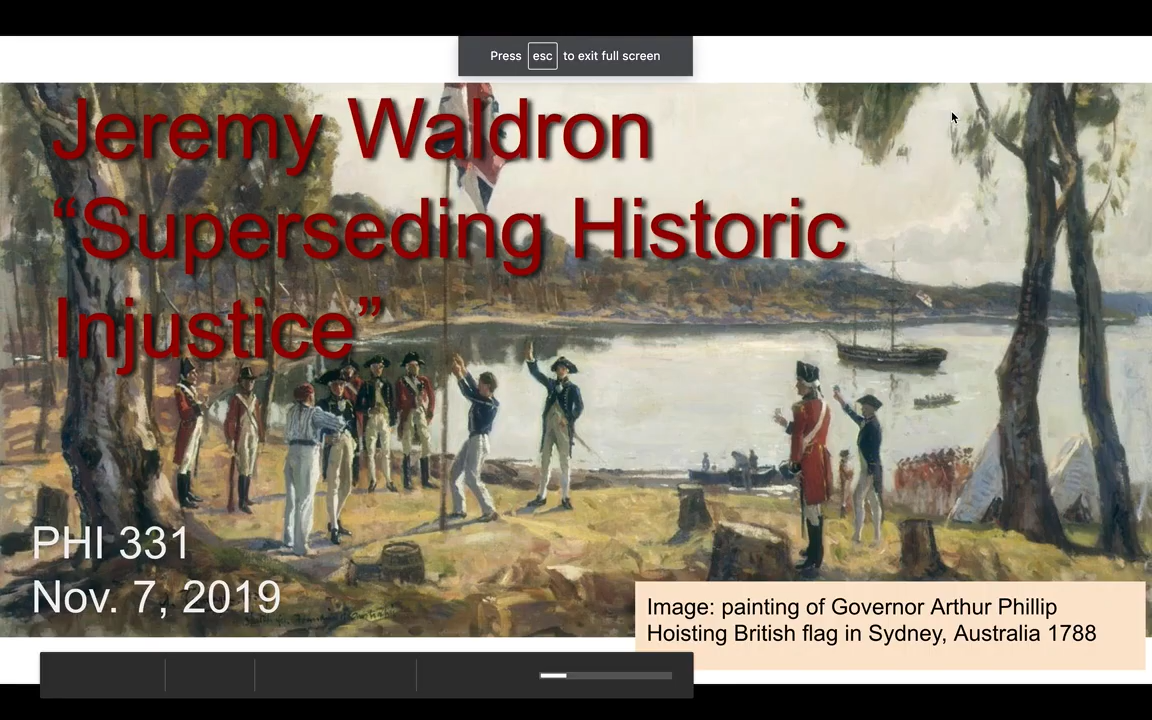 Press esc to exit full screen
Jeremy Waldron
“Superseding Historic
Injustice”
PHI 331
Nov. 7, 2019
Image: painting of Governor Arthur Phillip
Hoisting British flag in Sydney, Australia 1788